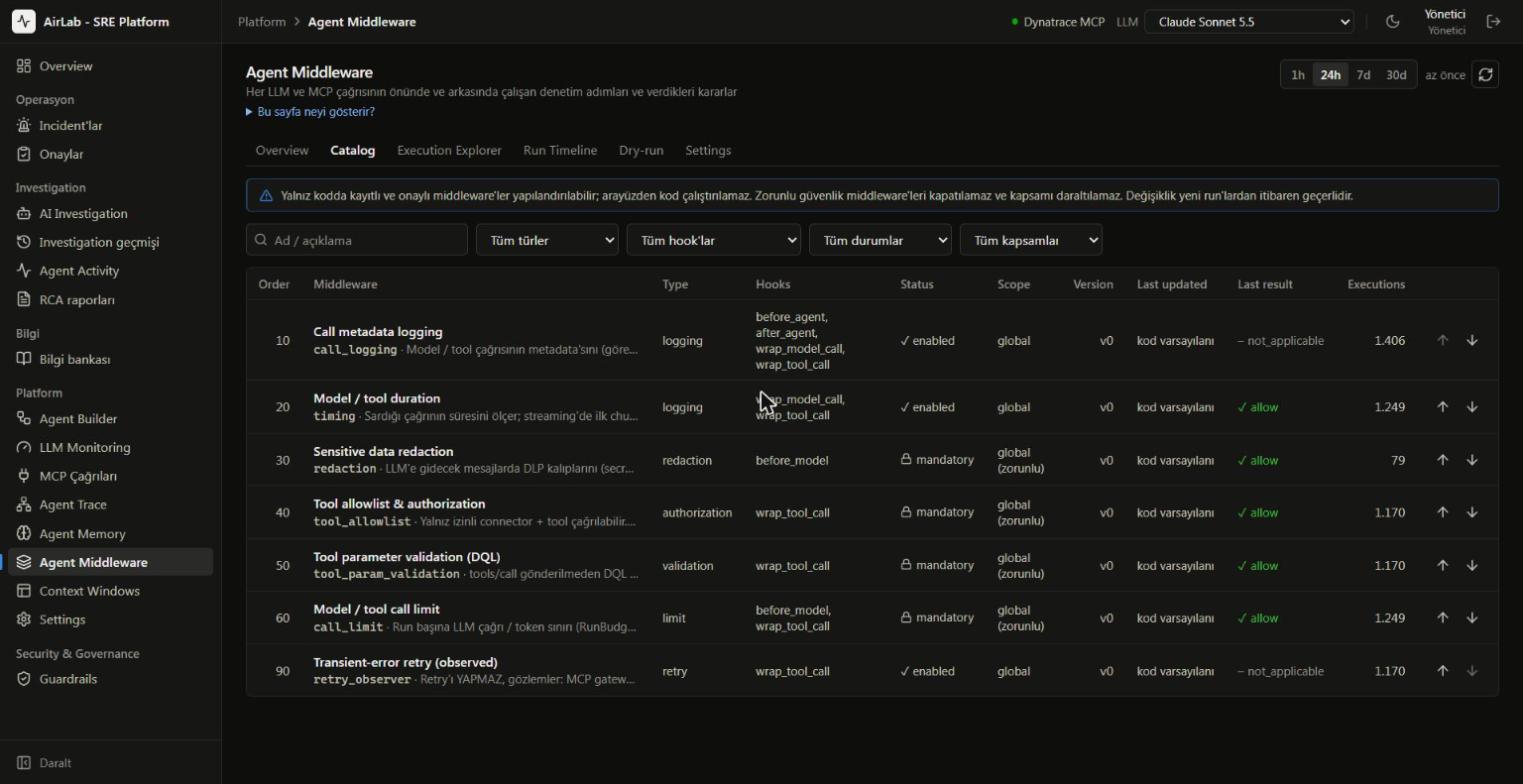 AirLab - SRE Platform
Platform > Agent Middleware
Dynatrace MCP LLM Claude Sonnet 5.5
Yönetici
Yönetici
Overview
Operasyon
Incident'lar
Onaylar
Investigation
AI Investigation
Investigation geçmişi
Agent Activity
RCA raporları
Bilgi
Bilgi bankası
Platform
Agent Builder
LLM Monitoring
MCP Çağrıları
Agent Trace
Agent Memory
Agent Middleware
Context Windows
Settings
Security & Governance
Guardrails
Daralt
Agent Middleware
Her LLM ve MCP çağrısının önünde ve arkasında çalışan denetim adımları ve verdikleri kararlar
Bu sayfa neyi gösterir?
1h 24h 7d 30d az önce
Overview Catalog Execution Explorer Run Timeline Dry-run Settings
Yalnız kodda kayıtlı ve onaylı middleware'ler yapılandırılabilir; arayüzden kod çalıştırılamaz. Zorunlu güvenlik middleware'leri kapatılamaz ve kapsamı daraltılamaz. Değişiklik yeni run'lardan itibaren geçerlidir.
Ad / açıklama Tüm türler Tüm hook'lar Tüm durumlar Tüm kapsamlar
Order Middleware Type Hooks Status Scope Version Last updated Last result Executions
10 Call metadata logging logging before_agent, after_agent, wrap_model_call, wrap_tool_call ✓ enabled global v0 kod varsayılanı – not_applicable 1.406
call_logging · Model / tool çağrısının metadata'sını (göre...
20 Model / tool duration logging wrap_model_call, wrap_tool_call ✓ enabled global v0 kod varsayılanı ✓ allow 1.249
timing · Sardığı çağrının süresini ölçer; streaming'de ilk chu...
30 Sensitive data redaction redaction before_model mandatory global (zorunlu) v0 kod varsayılanı ✓ allow 79
redaction · LLM'e gidecek mesajlarda DLP kalıplarını (secr...
40 Tool allowlist & authorization authorization wrap_tool_call mandatory global (zorunlu) v0 kod varsayılanı ✓ allow 1.170
tool_allowlist · Yalnız izinli connector + tool çağrılabilir....
50 Tool parameter validation (DQL) validation wrap_tool_call mandatory global (zorunlu) v0 kod varsayılanı ✓ allow 1.170
tool_param_validation · tools/call gönderilmeden DQL ...
60 Model / tool call limit limit before_model, wrap_tool_call mandatory global (zorunlu) v0 kod varsayılanı ✓ allow 1.249
call_limit · Run başına LLM çağrı / token sınırı (RunBudg...
90 Transient-error retry (observed) retry wrap_tool_call ✓ enabled global v0 kod varsayılanı – not_applicable 1.170
retry_observer · Retry'ı YAPMAZ, gözlemler: MCP gatew...